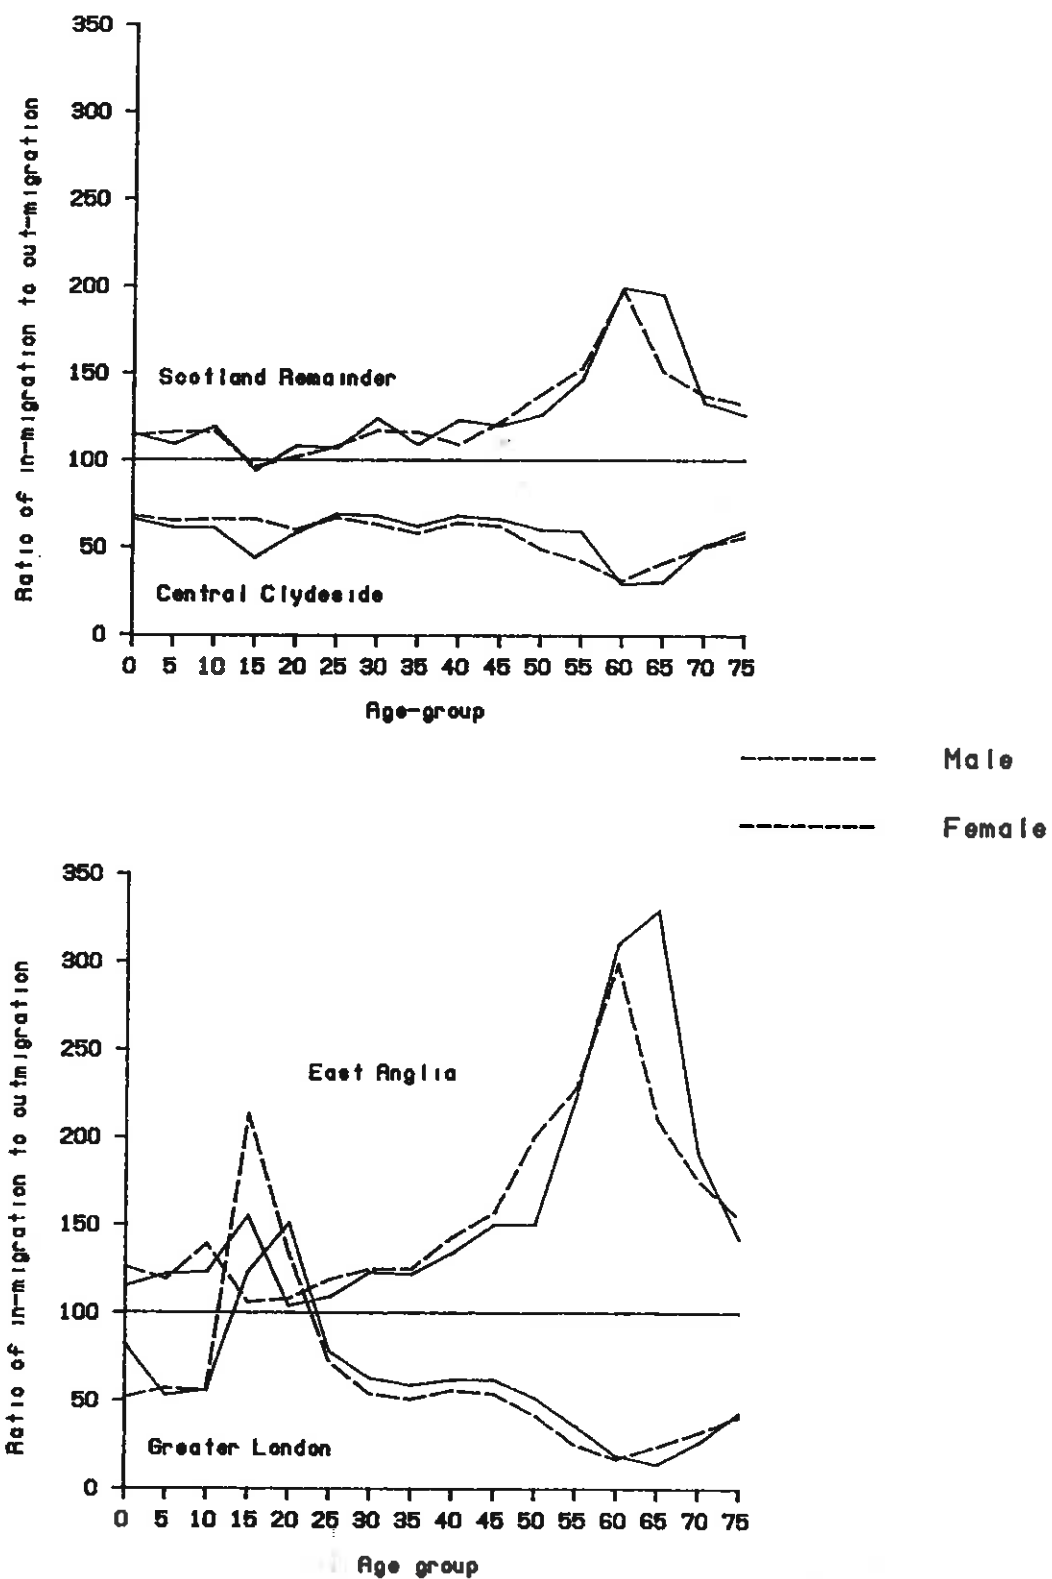 350
300
250
200
150
100
50
0
Ratio of in-migration to out-migration
Scotland Remainder
Central Clydeside
0 5 10 15 20 25 30 35 40 45 50 55 60 65 70 75
Age-group
Male
Female
350
300
250
200
150
100
50
0
Ratio of in-migration to outmigration
East Anglia
Greater London
0 5 10 15 20 25 30 35 40 45 50 55 60 65 70 75
Age group